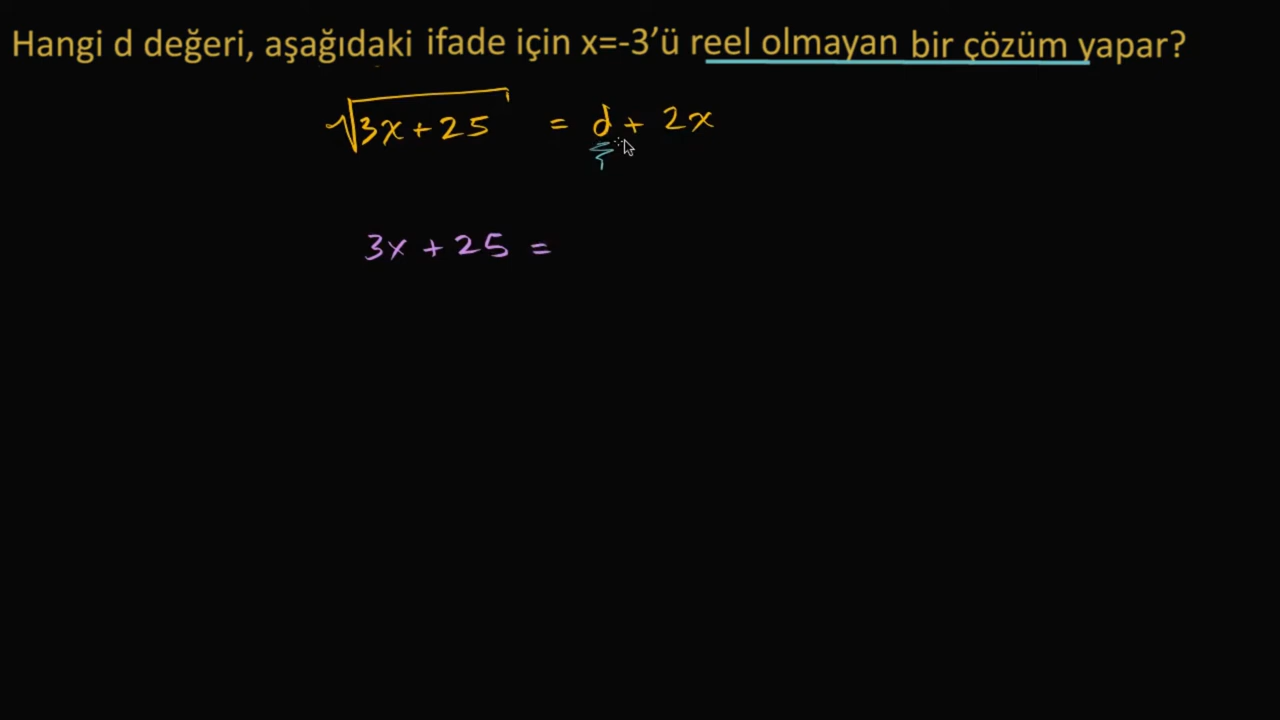 Hangi d değeri, aşağıdaki ifade için x=-3’ü reel olmayan bir çözüm yapar?
√3x+25 = d + 2x
3x + 25 =